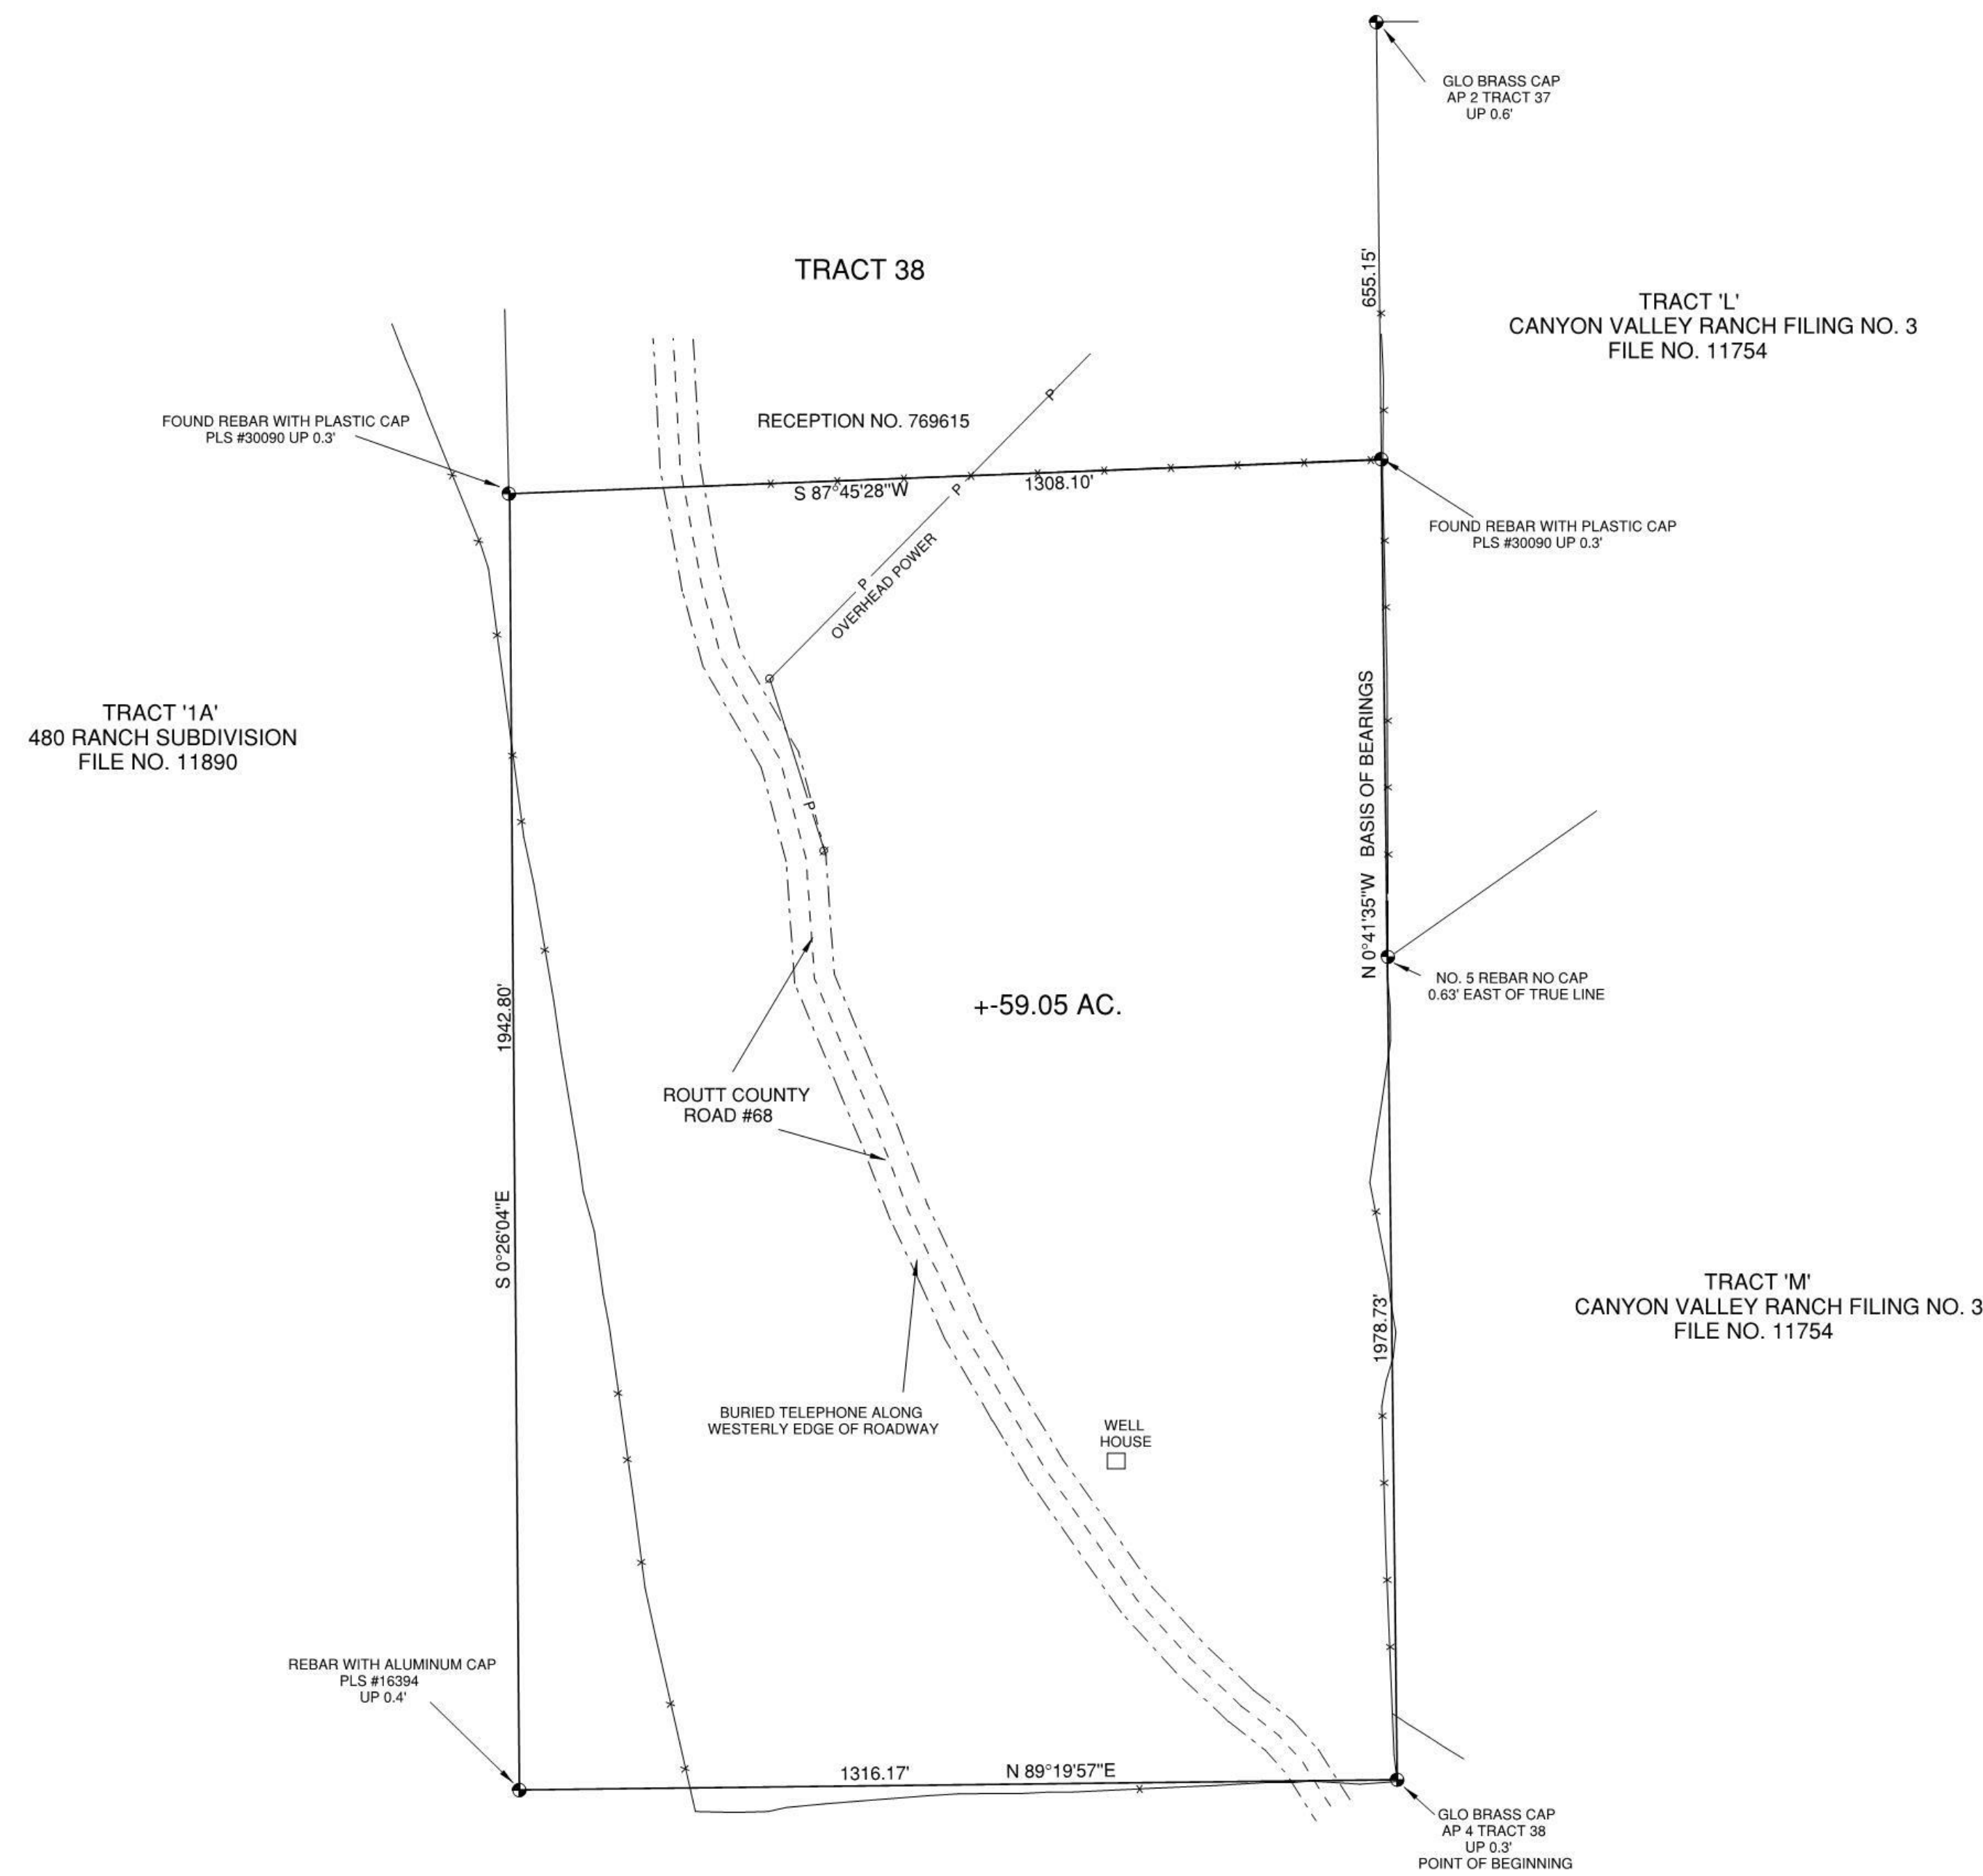 GLO BRASS CAP
AP 2 TRACT 37
UP 0.6'
655.15'
TRACT 38
TRACT 'L'
CANYON VALLEY RANCH FILING NO. 3
FILE NO. 11754
FOUND REBAR WITH PLASTIC CAP
PLS #30090 UP 0.3'
RECEPTION NO. 769615
P
S 87°45'28"W
P
1308.10'
FOUND REBAR WITH PLASTIC CAP
PLS #30090 UP 0.3'
P
OVERHEAD POWER
TRACT '1A'
480 RANCH SUBDIVISION
FILE NO. 11890
P
N 0°41'35"W BASIS OF BEARINGS
NO. 5 REBAR NO CAP
0.63' EAST OF TRUE LINE
+-59.05 AC.
1942.80'
ROUTT COUNTY
ROAD #68
S 0°26'04"E
TRACT 'M'
CANYON VALLEY RANCH FILING NO. 3
FILE NO. 11754
1978.73'
BURIED TELEPHONE ALONG
WESTERLY EDGE OF ROADWAY
WELL
HOUSE
REBAR WITH ALUMINUM CAP
PLS #16394
UP 0.4'
1316.17'
N 89°19'57"E
GLO BRASS CAP
AP 4 TRACT 38
UP 0.3'
POINT OF BEGINNING